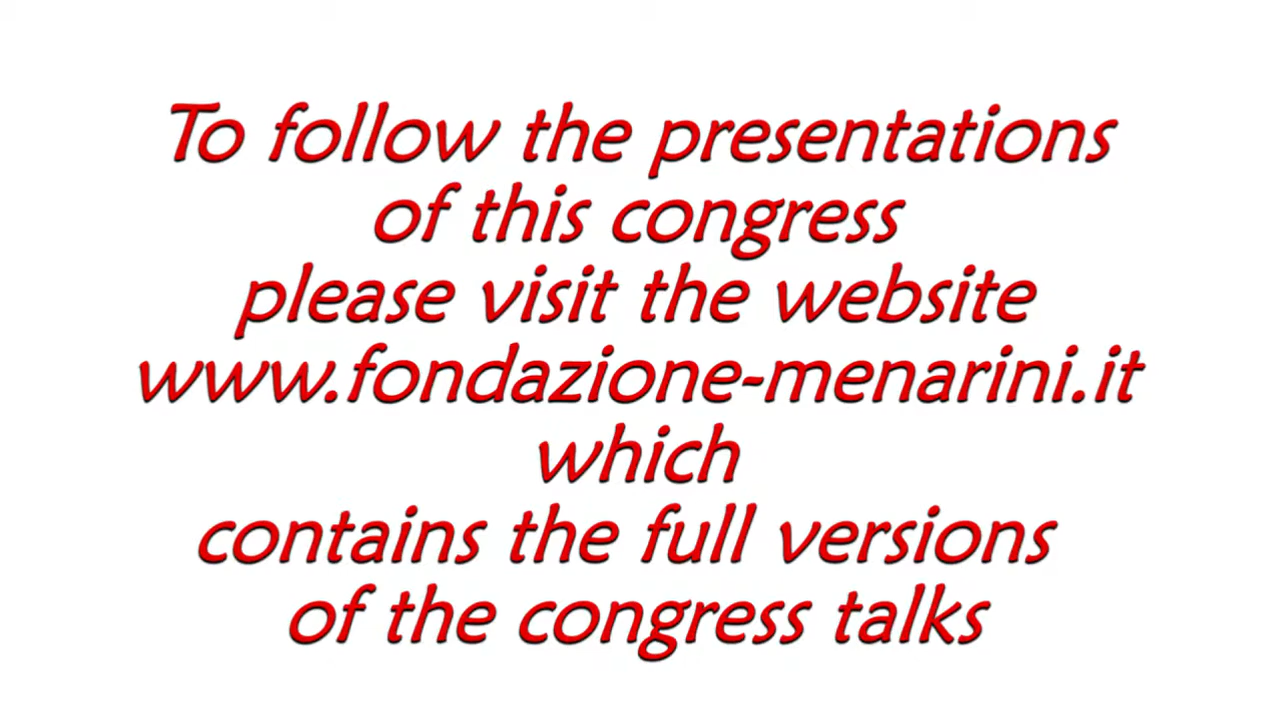 To follow the presentations
of this congress
please visit the website
www.fondazione-menarini.it
which
contains the full versions
of the congress talks